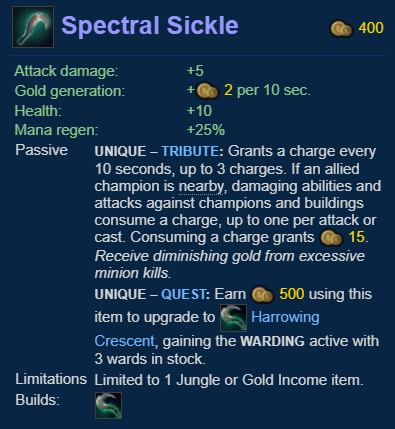 Spectral Sickle 400
Attack damage: +5
Gold generation: + 2 per 10 sec.
Health: +10
Mana regen: +25%
Passive UNIQUE – TRIBUTE: Grants a charge every
10 seconds, up to 3 charges. If an allied
champion is nearby, damaging abilities and
attacks against champions and buildings
consume a charge, up to one per attack or
cast. Consuming a charge grants 15.
Receive diminishing gold from excessive
minion kills.
UNIQUE – QUEST: Earn 500 using this
item to upgrade to Harrowing
Crescent, gaining the WARDING active with
3 wards in stock.
Limitations Limited to 1 Jungle or Gold Income item.
Builds: